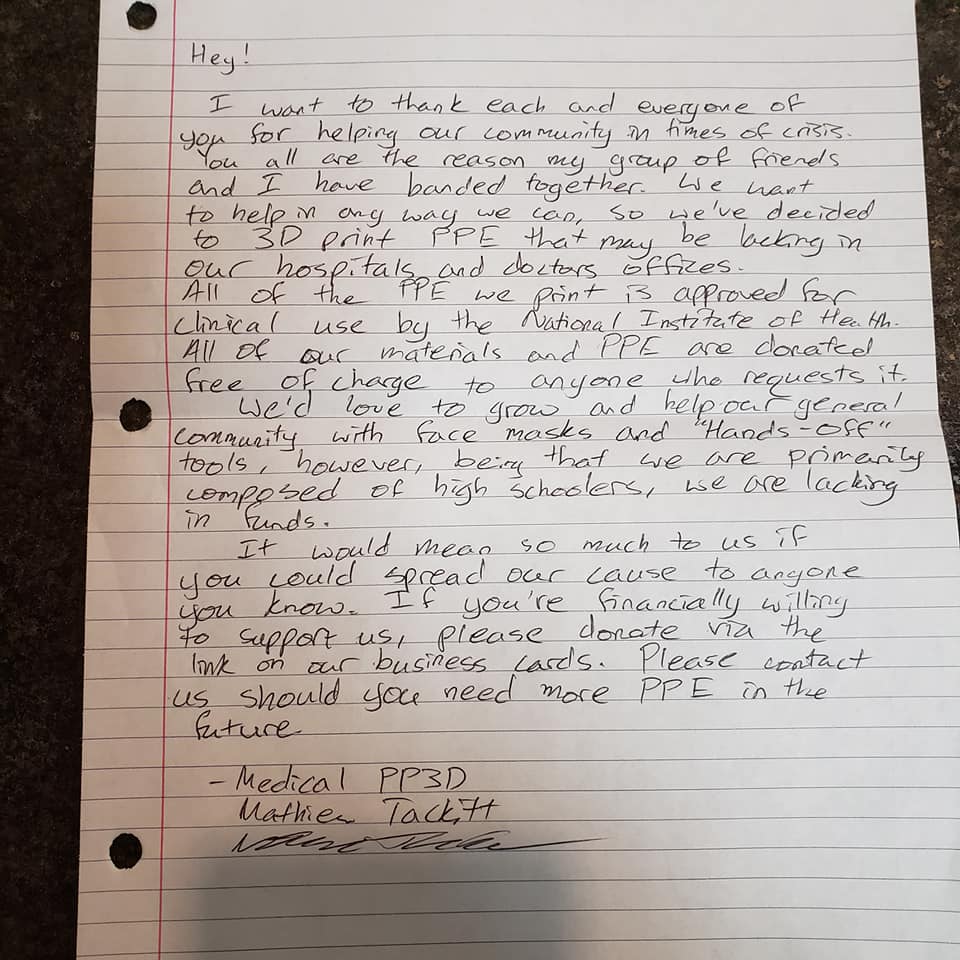 Hey!
I want to thank each and everyone of
you for helping our community in times of crisis.
You all are the reason my group of friends
and I have banded together. We want
to help in any way we can, so we've decided
to 3D print PPE that may be lacking in
our hospitals and doctors offices.
All of the PPE we print is approved for
clinical use by the National Institute of Health.
All of our materials and PPE are donated
free of charge to anyone who requests it.
We'd love to grow and help our general
community with face masks and "Hands-Off"
tools, however, being that we are primarily
composed of high schoolers, we are lacking
in funds.
It would mean so much to us if
you could spread our cause to anyone
you know. If you're financially willing
to support us, please donate via the
link on our business cards. Please contact
us should you need more PPE in the
future.
- Medical PP3D
Mathieu Tackitt